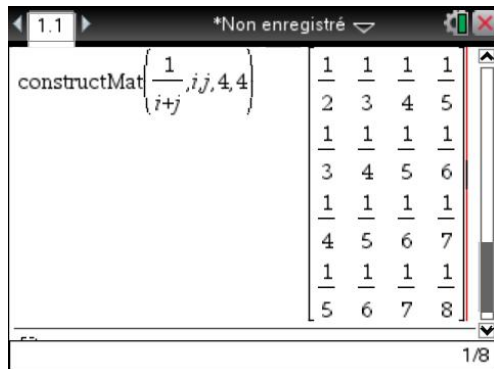 1.1 *Non enregistré
constructMat(1/(i+j),i,j,4,4) [1/2 1/3 1/4 1/5
1/3 1/4 1/5 1/6
1/4 1/5 1/6 1/7
1/5 1/6 1/7 1/8]
1/8